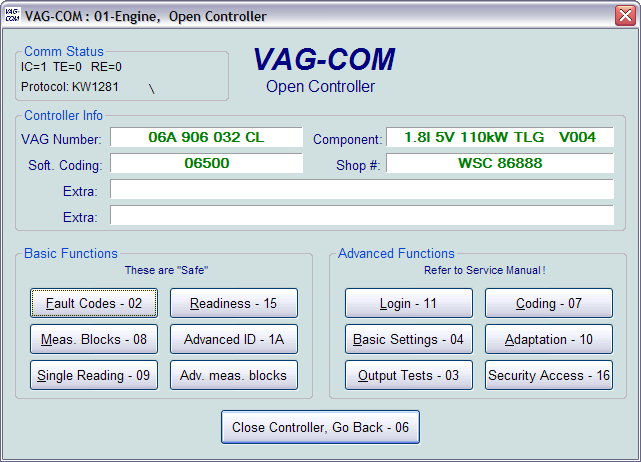 VAG-COM
VAG-COM: 01-Engine, Open Controller
Comm Status
IC=1 TE=0 RE=0
Protocol: KW1281 \
VAG-COM
Open Controller
Controller Info
VAG Number: 06A 906 032 CL Component: 1.8l 5V 110kW TLG V004
Soft. Coding: 06500 Shop #: WSC 86888
Extra:
Extra:
Basic Functions
These are "Safe"
Fault Codes - 02 Readiness - 15
Meas. Blocks - 08 Advanced ID - 1A
Single Reading - 09 Adv. meas. blocks
Advanced Functions
Refer to Service Manual!
Login - 11 Coding - 07
Basic Settings - 04 Adaptation - 10
Output Tests - 03 Security Access - 16
Close Controller, Go Back - 06